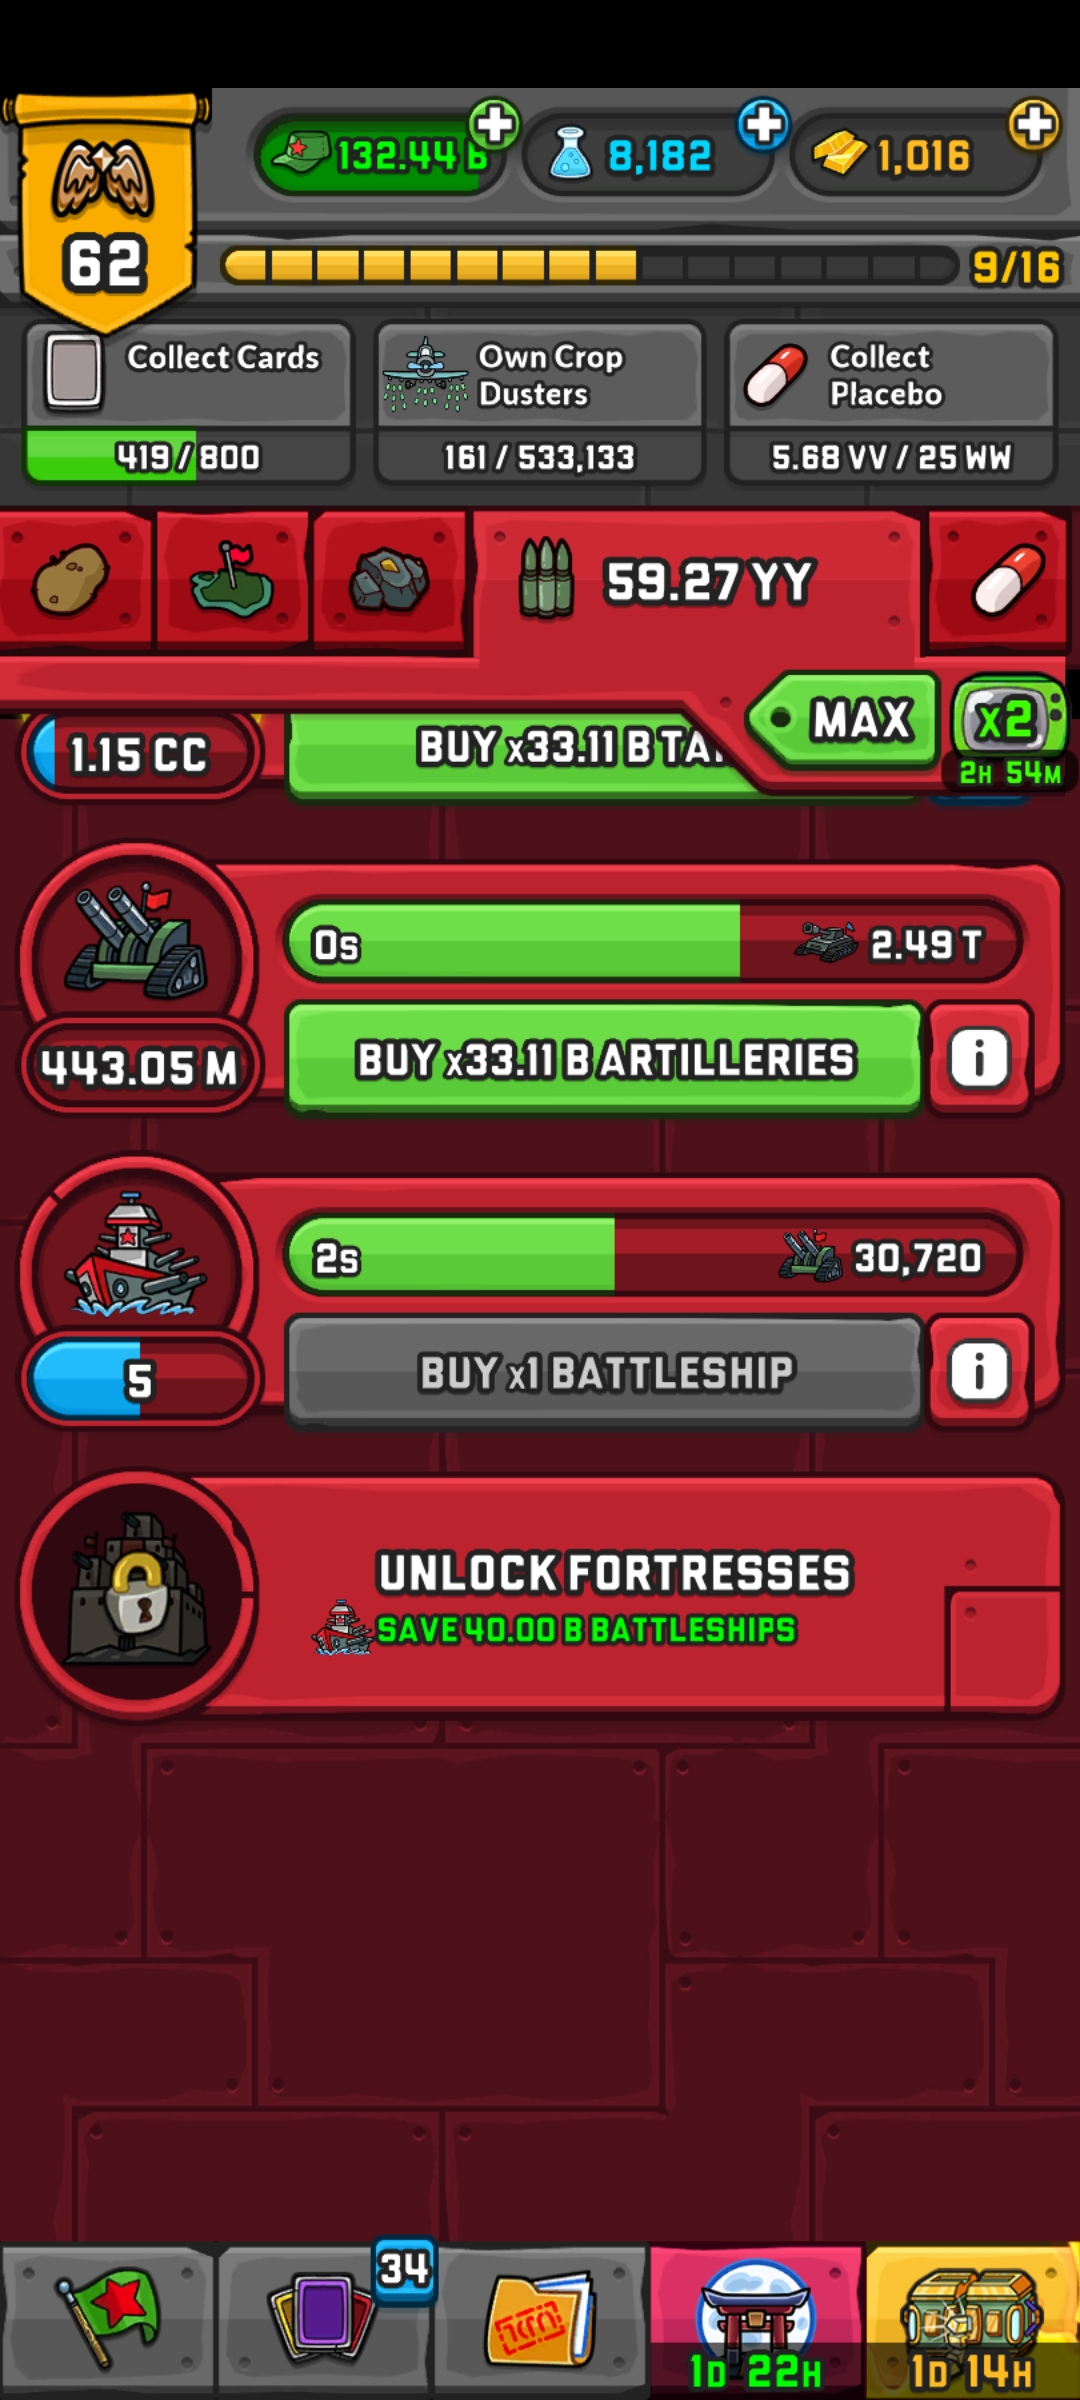 132.44 B
8,182
1,016
62
9/16
Collect Cards
419 / 800
Own Crop
Dusters
161 / 533,133
Collect
Placebo
5.68 VV / 25 WW
59.27 YY
MAX
x2
2H 54M
1.15 CC
BUY x33.11 B
0s
2.49 T
443.05 M
BUY x33.11 B ARTILLERIES
2s
30,720
5
BUY x1 BATTLESHIP
UNLOCK FORTRESSES
SAVE 40.00 B BATTLESHIPS
34
1D 22H
1D 14H